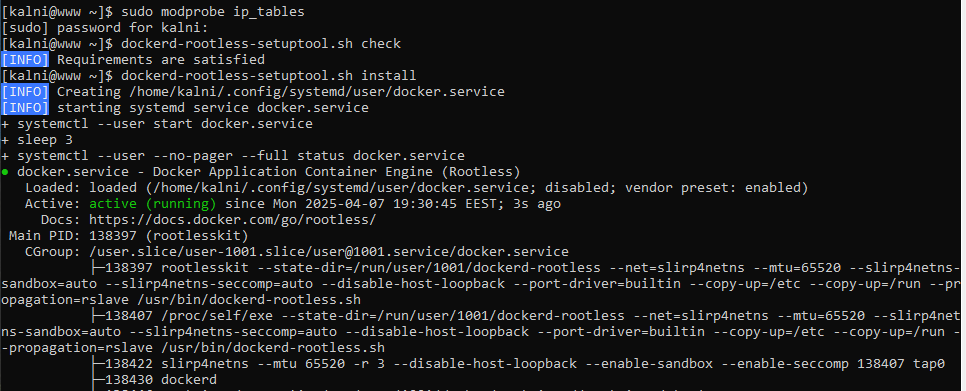 [kalni@www ~]$ sudo modprobe ip_tables
[sudo] password for kalni:
[kalni@www ~]$ dockerd-rootless-setuptool.sh check
[INFO] Requirements are satisfied
[kalni@www ~]$ dockerd-rootless-setuptool.sh install
[INFO] Creating /home/kalni/.config/systemd/user/docker.service
[INFO] starting systemd service docker.service
+ systemctl --user start docker.service
+ sleep 3
+ systemctl --user --no-pager --full status docker.service
● docker.service - Docker Application Container Engine (Rootless)
   Loaded: loaded (/home/kalni/.config/systemd/user/docker.service; disabled; vendor preset: enabled)
   Active: active (running) since Mon 2025-04-07 19:30:45 EEST; 3s ago
     Docs: https://docs.docker.com/go/rootless/
 Main PID: 138397 (rootlesskit)
   CGroup: /user.slice/user-1001.slice/user@1001.service/docker.service
           ├─138397 rootlesskit --state-dir=/run/user/1001/dockerd-rootless --net=slirp4netns --mtu=65520 --slirp4netns-
sandbox=auto --slirp4netns-seccomp=auto --disable-host-loopback --port-driver=builtin --copy-up=/etc --copy-up=/run --pr
opagation=rslave /usr/bin/dockerd-rootless.sh
           ├─138407 /proc/self/exe --state-dir=/run/user/1001/dockerd-rootless --net=slirp4netns --mtu=65520 --slirp4net
ns-sandbox=auto --slirp4netns-seccomp=auto --disable-host-loopback --port-driver=builtin --copy-up=/etc --copy-up=/run -
-propagation=rslave /usr/bin/dockerd-rootless.sh
           ├─138422 slirp4netns --mtu 65520 -r 3 --disable-host-loopback --enable-sandbox --enable-seccomp 138407 tap0
           ├─138430 dockerd